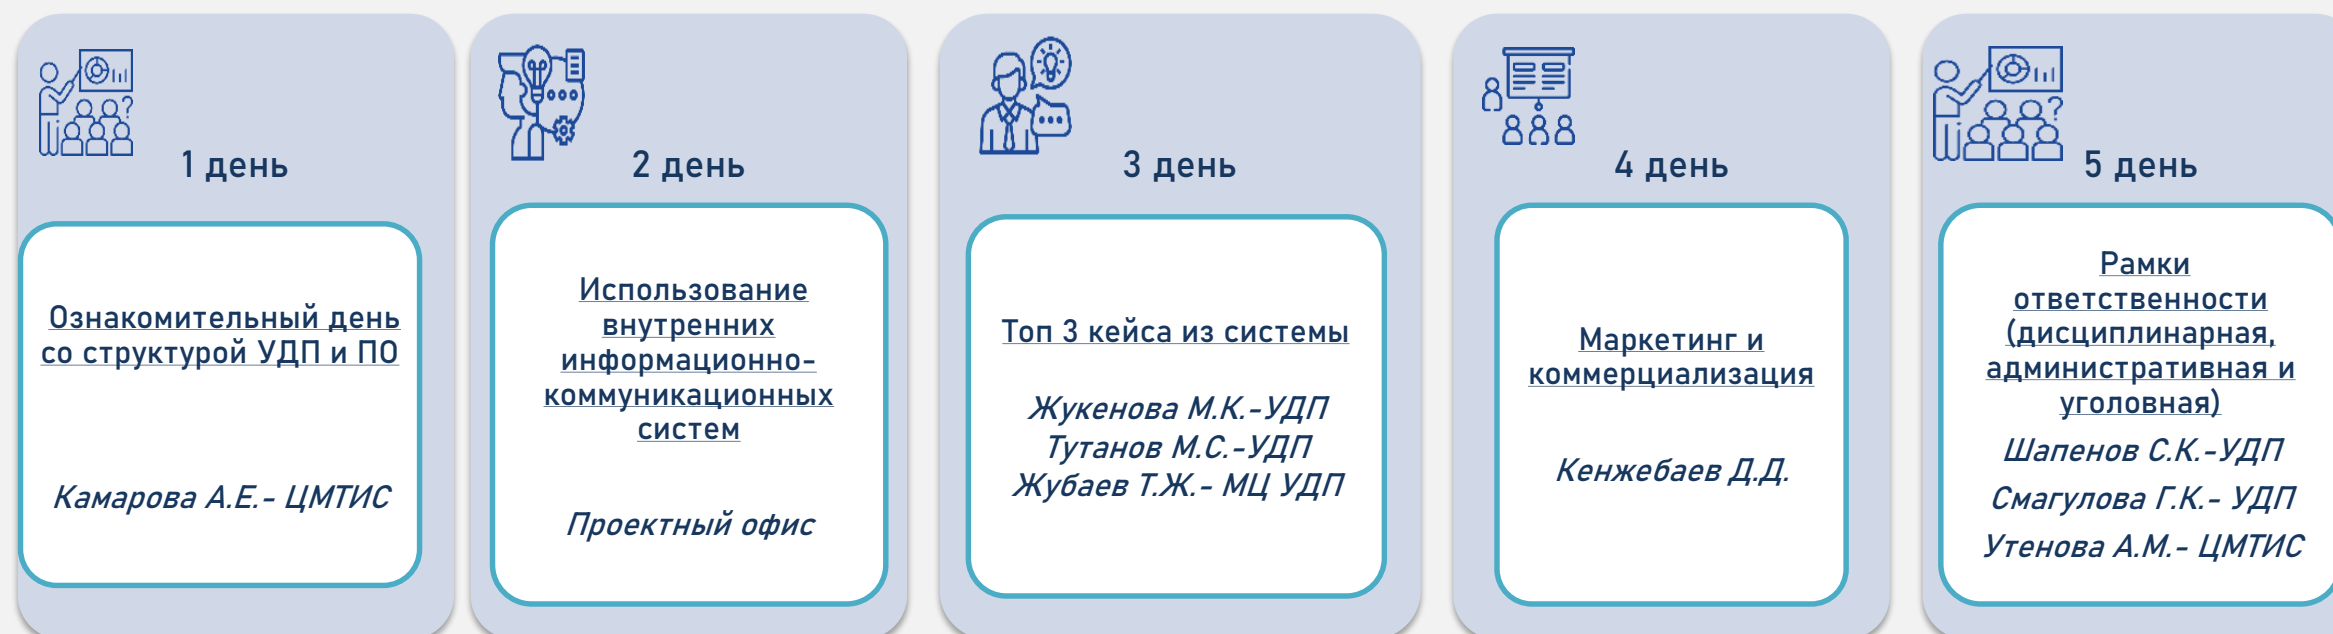 1 день
Ознакомительный день
со структурой УДП и ПО
Камарова А.Е.- ЦМТИС
2 день
Использование
внутренних
информационно-
коммуникационных
систем
Проектный офис
3 день
Топ 3 кейса из системы
Жукенова М.К.-УДП
Тутанов М.С.-УДП
Жубаев Т.Ж.- МЦ УДП
4 день
Маркетинг и
коммерциализация
Кенжебаев Д.Д.
5 день
Рамки
ответственности
(дисциплинарная,
административная и
уголовная)
Шапенов С.К.-УДП
Смагулова Г.К.- УДП
Утенова А.М.- ЦМТИС